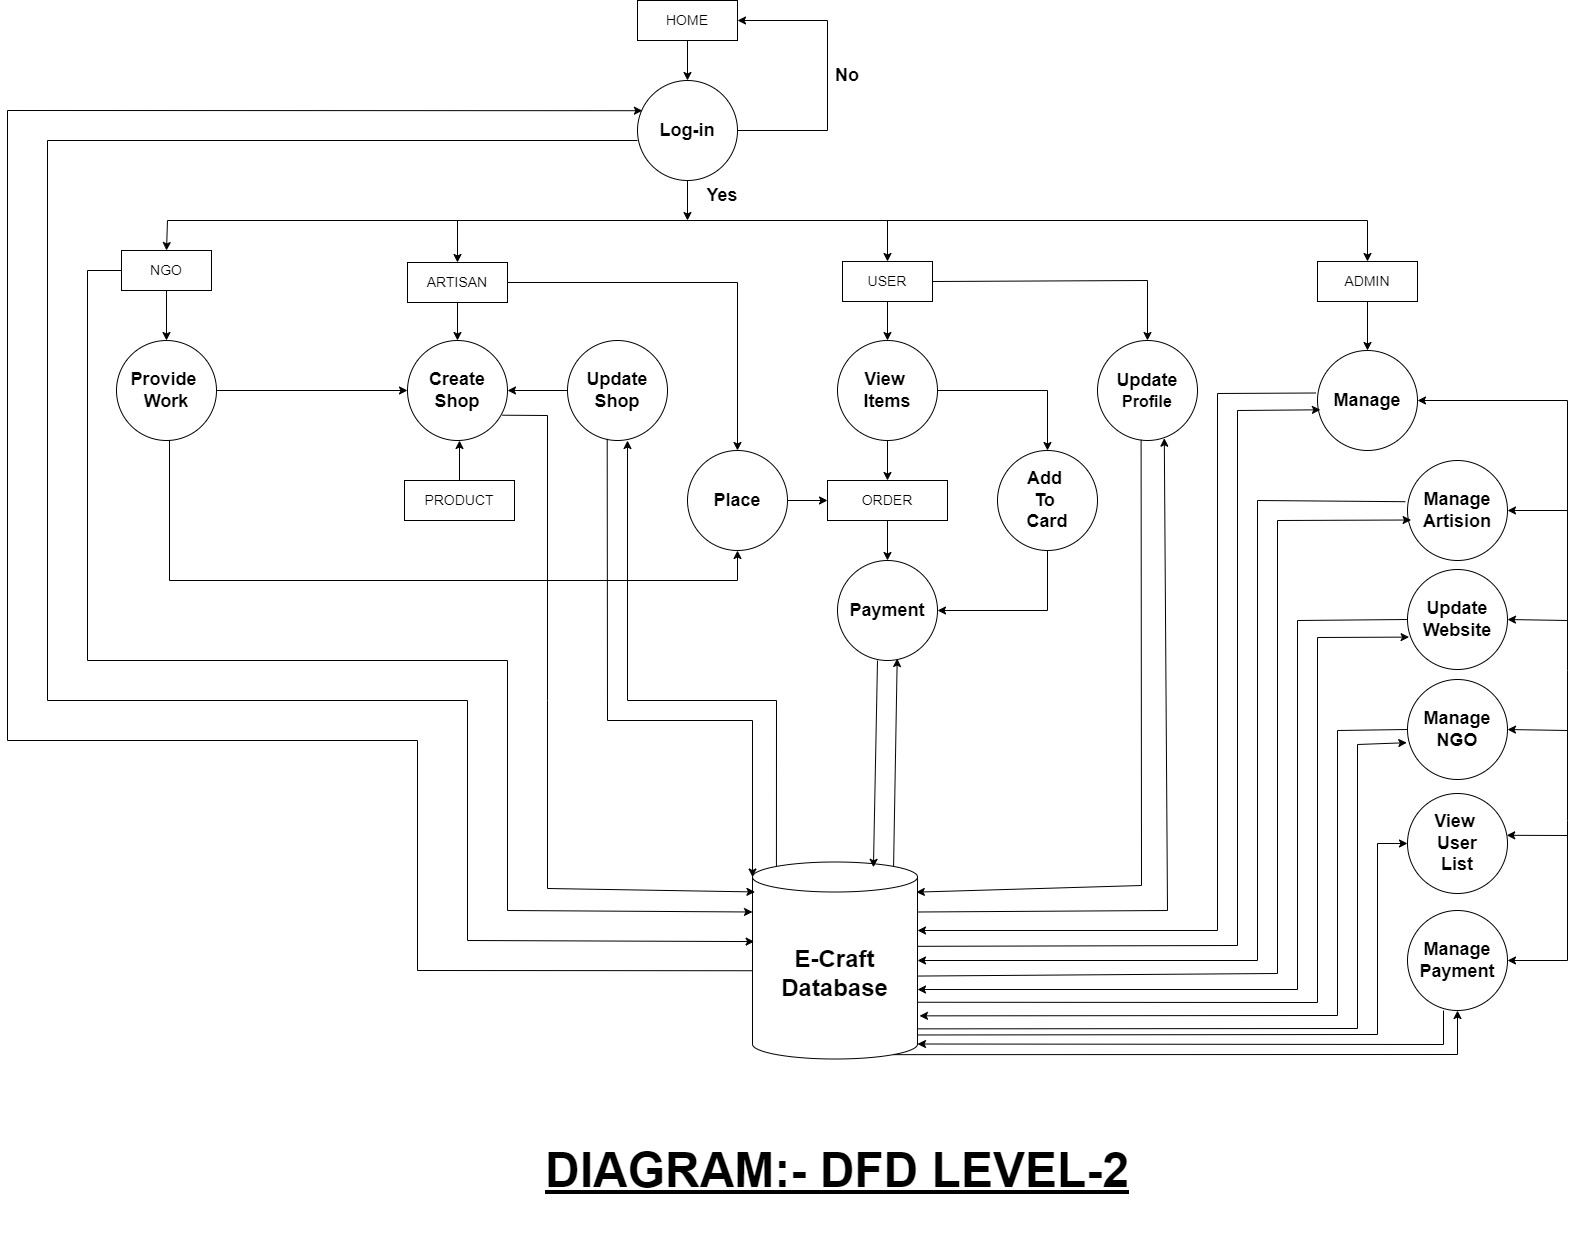 HOME
No
Log-in
Yes
NGO
ARTISAN
USER
ADMIN
Provide
Work
Create
Shop
Update
Shop
View
Items
Update
Profile
Manage
PRODUCT
Place
ORDER
Add
To
Card
Manage
Artision
Payment
Update
Website
Manage
NGO
View
User
List
E-Craft
Database
Manage
Payment
DIAGRAM:- DFD LEVEL-2